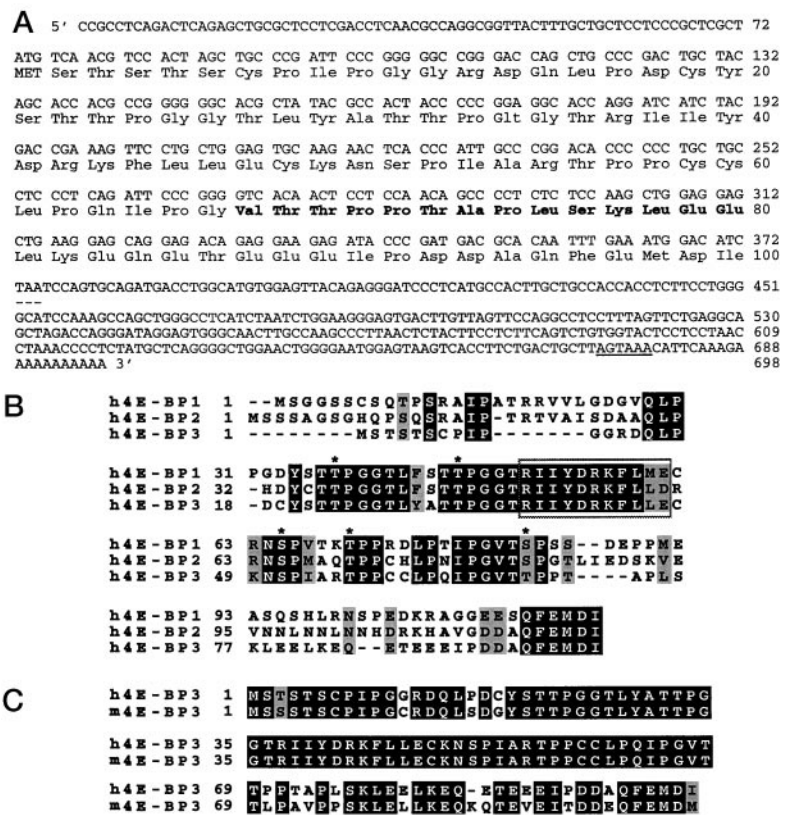 A 5' CCGCCTCAGACTCAGAGCTGCGCTCCTCGACCTCAACGCCAGGCGGTTACTTTGCTGCTCCTCCCGCTCGCT 72
ATG TCA ACG TCC ACT AGC TGC CCG ATT CCC GGG GGC CGG GAC CAG CTG CCC GAC TGC TAC 132
MET Ser Thr Ser Thr Ser Cys Pro Ile Pro Gly Gly Arg Asp Gln Leu Pro Asp Cys Tyr 20
AGC ACC ACG CCG GGG GGC ACG CTA TAC GCC ACT ACC CCC GGA GGC ACC AGG ATC ATC TAC 192
Ser Thr Thr Pro Gly Gly Thr Leu Tyr Ala Thr Thr Pro Glt Gly Thr Arg Ile Ile Tyr 40
GAC CGA AAG TTC CTG CTG GAG TGC AAG AAC TCA CCC ATT GCC CGG ACA CCC CCC TGC TGC 252
Asp Arg Lys Phe Leu Leu Glu Cys Lys Asn Ser Pro Ile Ala Arg Thr Pro Pro Cys Cys 60
CTC CCT CAG ATT CCC GGG GTC ACA ACT CCT CCA ACA GCC CCT CTC TCC AAG CTG GAG GAG 312
Leu Pro Gln Ile Pro Gly Val Thr Thr Pro Pro Thr Ala Pro Leu Ser Lys Leu Glu Glu 80
CTG AAG GAG CAG GAG ACA GAG GAA GAG ATA CCC GAT GAC GCA CAA TTT GAA ATG GAC ATC 372
Leu Lys Glu Gln Glu Thr Glu Glu Glu Ile Pro Asp Asp Ala Gln Phe Glu Met Asp Ile 100
TAATCCAGTGCAGATGACCTGGCATGTGGAGTTACAGAGGGATCCCTCATGCCACTTGCTGCCACCACCTCTTCCTGGG 451
---
GCATCCAAAGCCAGCTGGGCCTCATCTAATCTGGAAGGGAGTGACTTGTTAGTTCCAGGCCTCCTTTAGTTCTGAGGCA 530
GCTAGACCAGGGATAGGAGTGGGCAACTTGCCAAGCCCTTAACTCTACTTCCTCTTCAGTCTGTGGTACTCCTCCTAAC 609
CTAAACCCCTCTATGCTCAGGGGCTGGAACTGGGGAATGGAGTAAGTCACCTTCTGACTGCTTAGTAAACATTCAAAGA 688
AAAAAAAAAA 3' 698
B
h4E-BP1 1 --MSGGSSCSQTPSRAIPATRRVVLGDGVQLP
h4E-BP2 1 MSSSAGSGHQPSQSRAIP-TRTVAISDAAQLP
h4E-BP3 1 --------MSTSTSCPIP------GGRDQLP
* *
h4E-BP1 31 PGDYSTTPGGTLFSTTPGGTRIIYDRKFLMEC
h4E-BP2 32 -HDYCTTPGGTLFSTTPGGTRIIYDRKFLLDR
h4E-BP3 18 -DCYSTTPGGTLYATTPGGTRIIYDRKFLLEC
* * *
h4E-BP1 63 RNSPVTKTPPRDLPTIPGVTSPSS--DEPPME
h4E-BP2 63 RNSPMAQTPPCHLPNIPGVTSPGTLIEDSKVE
h4E-BP3 49 KNSPIARTPPCCLPQIPGVTTPPT----APLS
h4E-BP1 93 ASQSHLRNSPEDKRAGGEESQFEMDI
h4E-BP2 95 VNNLNNLNNHDRKHAVGDDAQFEMDI
h4E-BP3 77 KLEELKEQ--ETEEEIPDDAQFEMDI
C
h4E-BP3 1 MSTSTSCPIPGGRDQLPDCYSTTPGGTLYATTPG
m4E-BP3 1 MSSSTSCPIPGCRDQLSDGYSTTPGGTLYATTPG
h4E-BP3 35 GTRIIYDRKFLLECKNSPIARTPPCCLPQIPGVT
m4E-BP3 35 GTRIIYDRKFLLECKNSPIARTPPCCLPQIPGVT
h4E-BP3 69 TPPTAPLSKLEELKEQ-ETEEEIPDDAQFEMDI
m4E-BP3 69 TLPAVPPSKLELLKEQKQTEVEITDDEQFEMDM